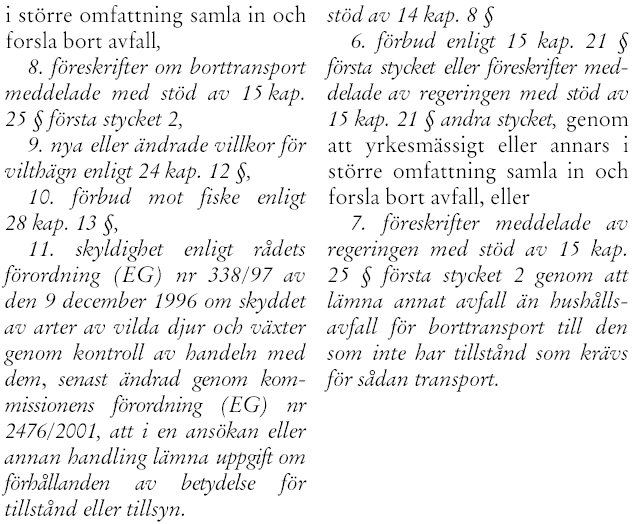 i större omfattning samla in och
forsla bort avfall,
8. föreskrifter om borttransport
meddelade med stöd av 15 kap.
25 § första stycket 2,
9. nya eller ändrade villkor för
vilthägn enligt 24 kap. 12 §,
10. förbud mot fiske enligt
28 kap. 13 §,
11. skyldighet enligt rådets
förordning (EG) nr 338/97 av
den 9 december 1996 om skyddet
av arter av vilda djur och växter
genom kontroll av handeln med
dem, senast ändrad genom kom-
missionens förordning (EG) nr
2476/2001, att i en ansökan eller
annan handling lämna uppgift om
förhållanden av betydelse för
tillstånd eller tillsyn.
stöd av 14 kap. 8 §
6. förbud enligt 15 kap. 21 §
första stycket eller föreskrifter med-
delade av regeringen med stöd av
15 kap. 21 § andra stycket, genom
att yrkesmässigt eller annars i
större omfattning samla in och
forsla bort avfall, eller
7. föreskrifter meddelade av
regeringen med stöd av 15 kap.
25 § första stycket 2 genom att
lämna annat avfall än hushålls-
avfall för borttransport till den
som inte har tillstånd som krävs
för sådan transport.